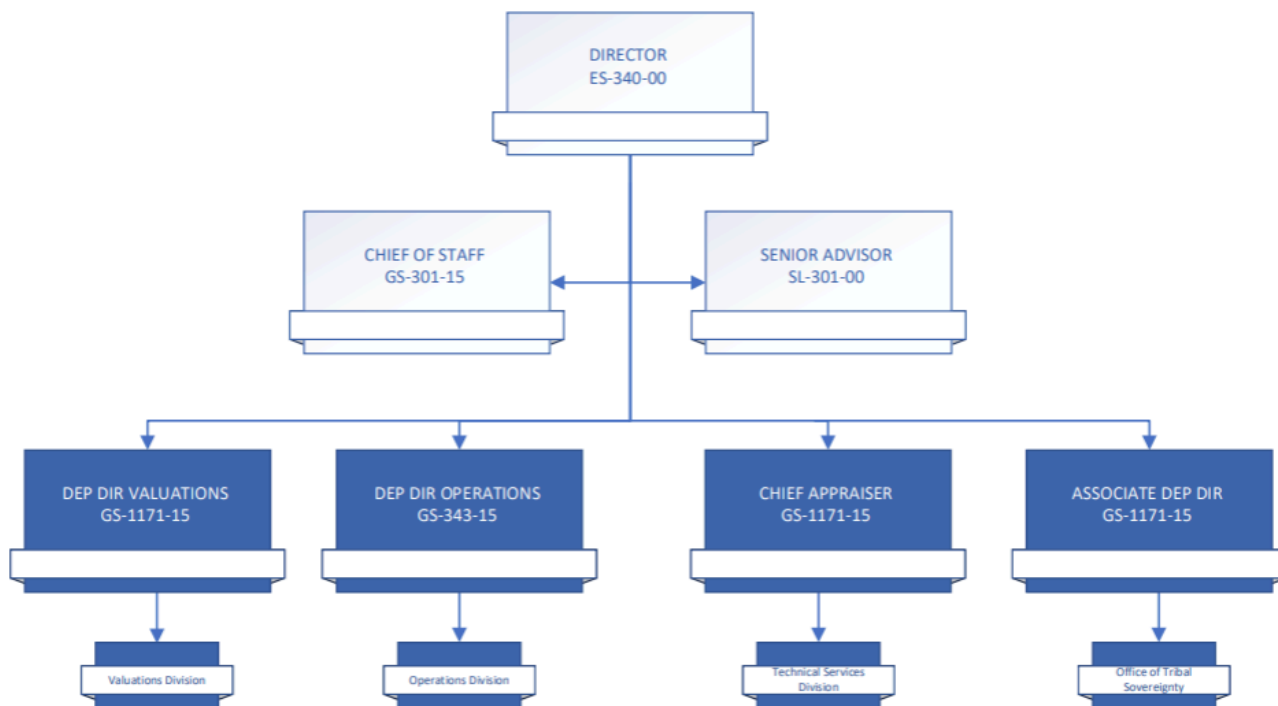 DIRECTOR
ES-340-00
CHIEF OF STAFF
GS-301-15
SENIOR ADVISOR
SL-301-00
DEP DIR VALUATIONS
GS-1171-15
DEP DIR OPERATIONS
GS-343-15
CHIEF APPRAISER
GS-1171-15
ASSOCIATE DEP DIR
GS-1171-15
Valuations Division
Operations Division
Technical Services
Division
Office of Tribal
Sovereignty